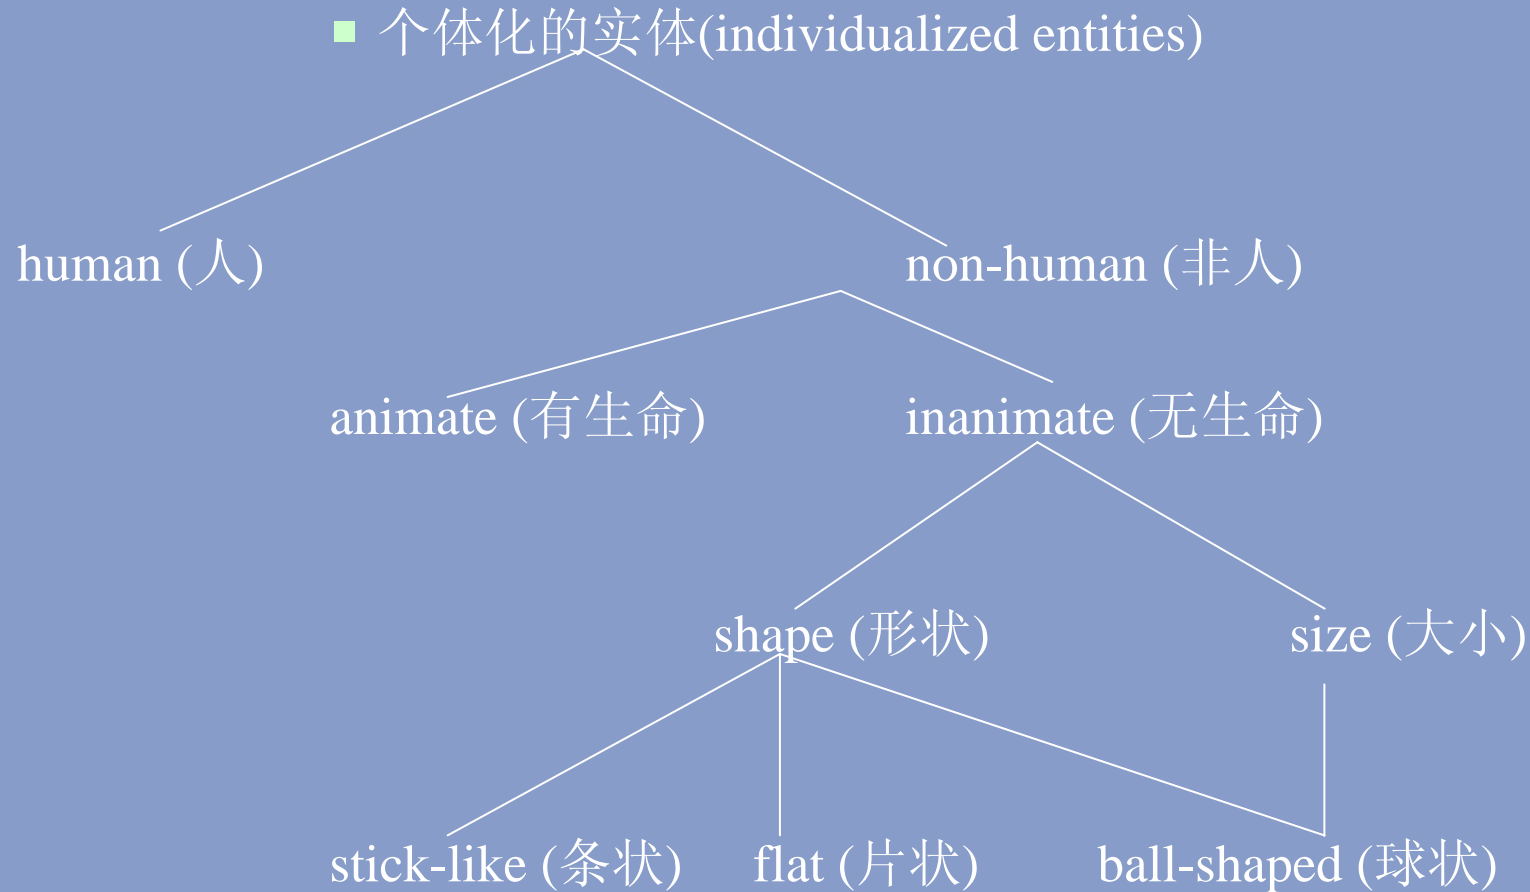 个体化的实体(individualized entities)
human (人) non-human (非人)
animate (有生命) inanimate (无生命)
shape (形状) size (大小)
stick-like (条状) flat (片状) ball-shaped (球状)